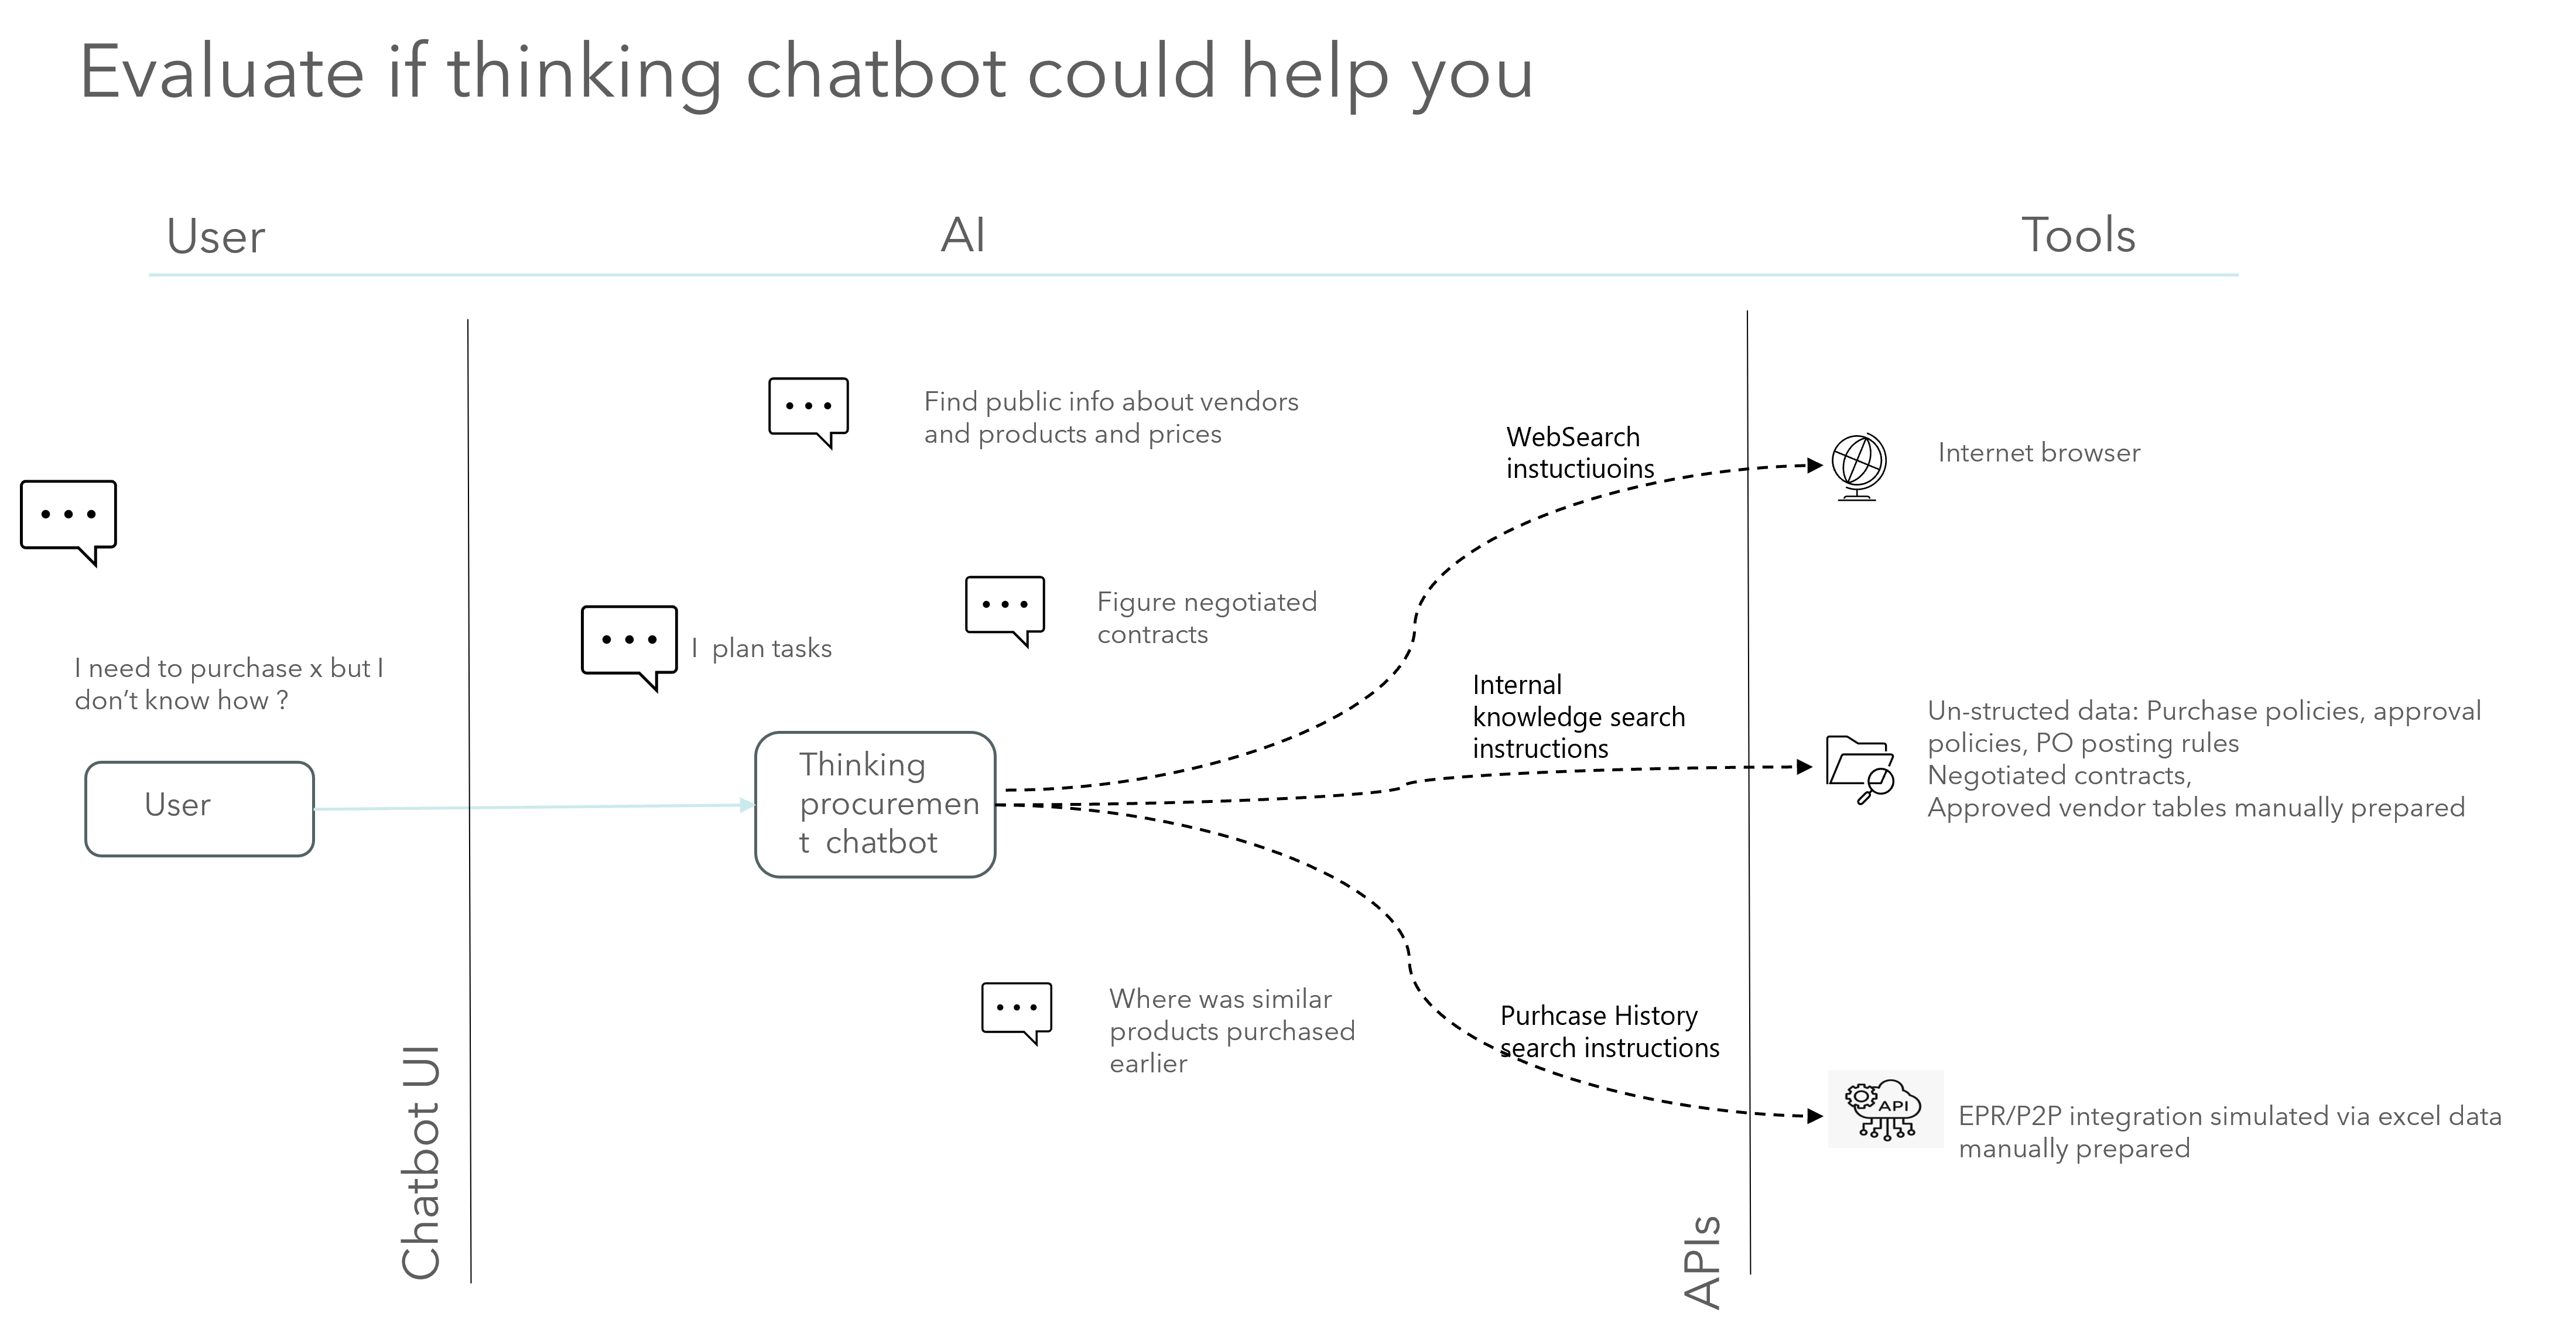 Evaluate if thinking chatbot could help you
User
AI
Tools
Find public info about vendors
and products and prices
WebSearch
instuctiuoins
Internet browser
Figure negotiated
contracts
I  plan tasks
I need to purchase x but I
don’t know how ?
Internal
knowledge search
instructions
Un-structed data: Purchase policies, approval
policies, PO posting rules
Negotiated contracts,
Approved vendor tables manually prepared
User
Thinking
procuremen
t  chatbot
Where was similar
products purchased
earlier
Purhcase History
search instructions
API
EPR/P2P integration simulated via excel data
manually prepared
Chatbot UI
APIs